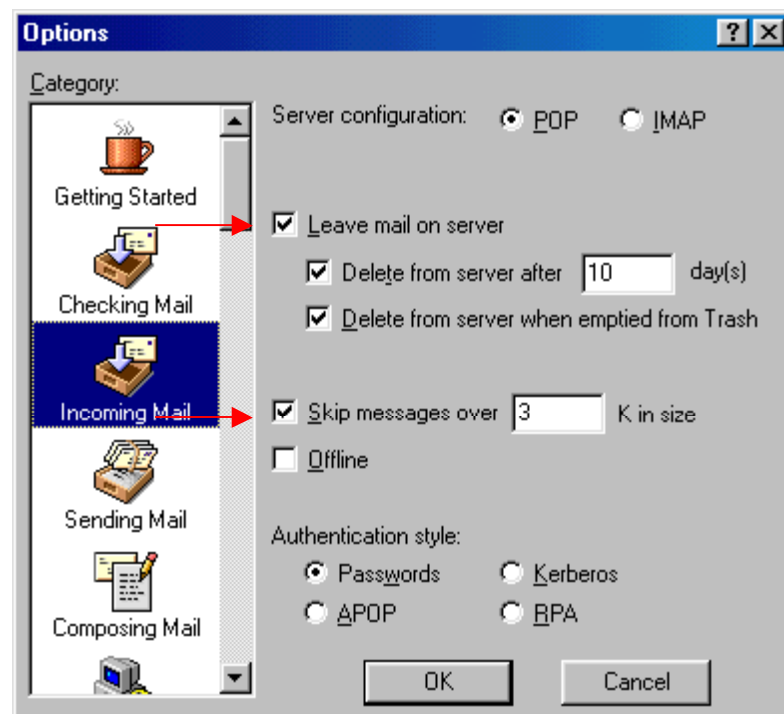 Options
Category:
Getting Started
Checking Mail
Incoming Mail
Sending Mail
Composing Mail
Server configuration: POP IMAP
Leave mail on server
Delete from server after 10 day(s)
Delete from server when emptied from Trash
Skip messages over 3 K in size
Offline
Authentication style:
Passwords Kerberos
APOP RPA
OK Cancel